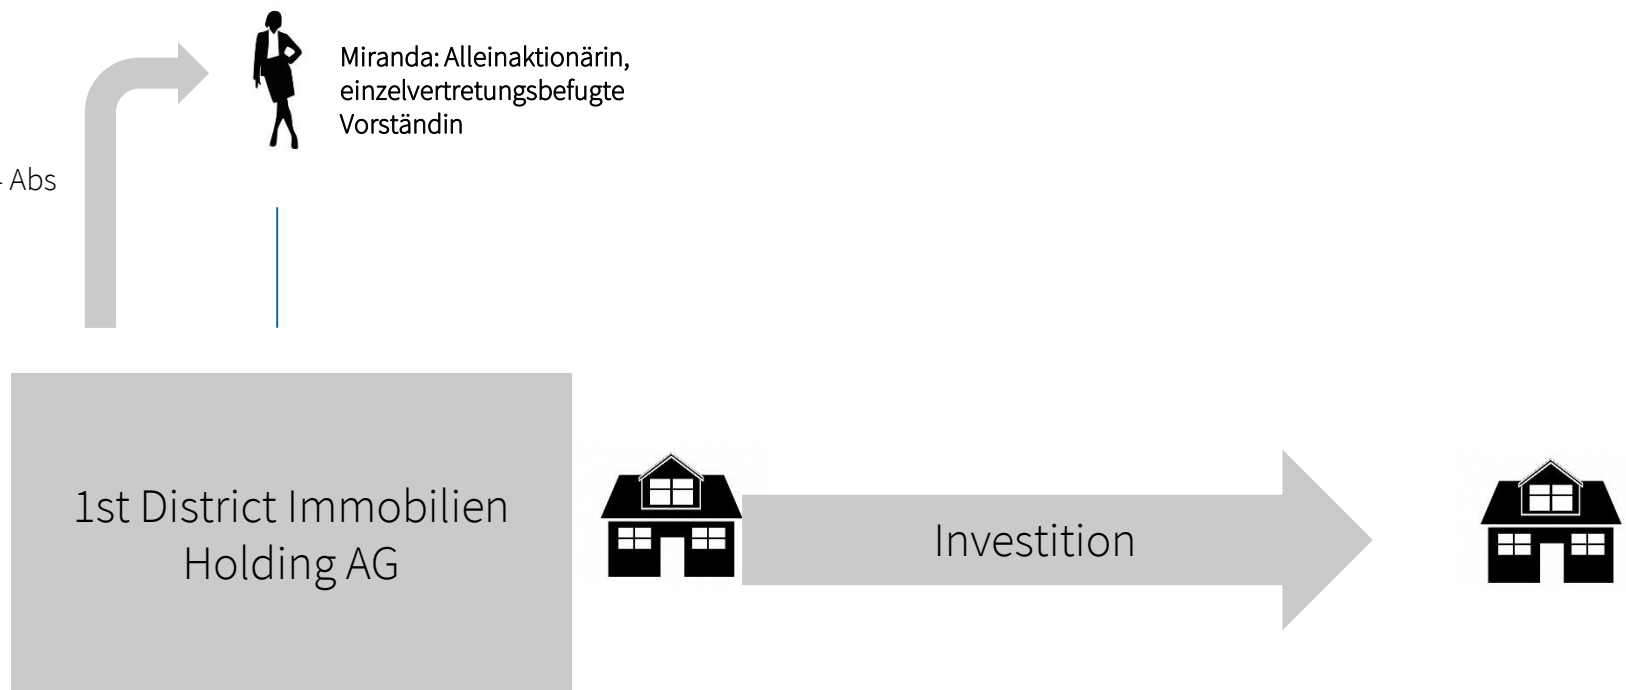 Miranda: Alleinaktionärin,
einzelvertretungsbefugte
Vorständin
Abs
1st District Immobilien
Holding AG
Investition